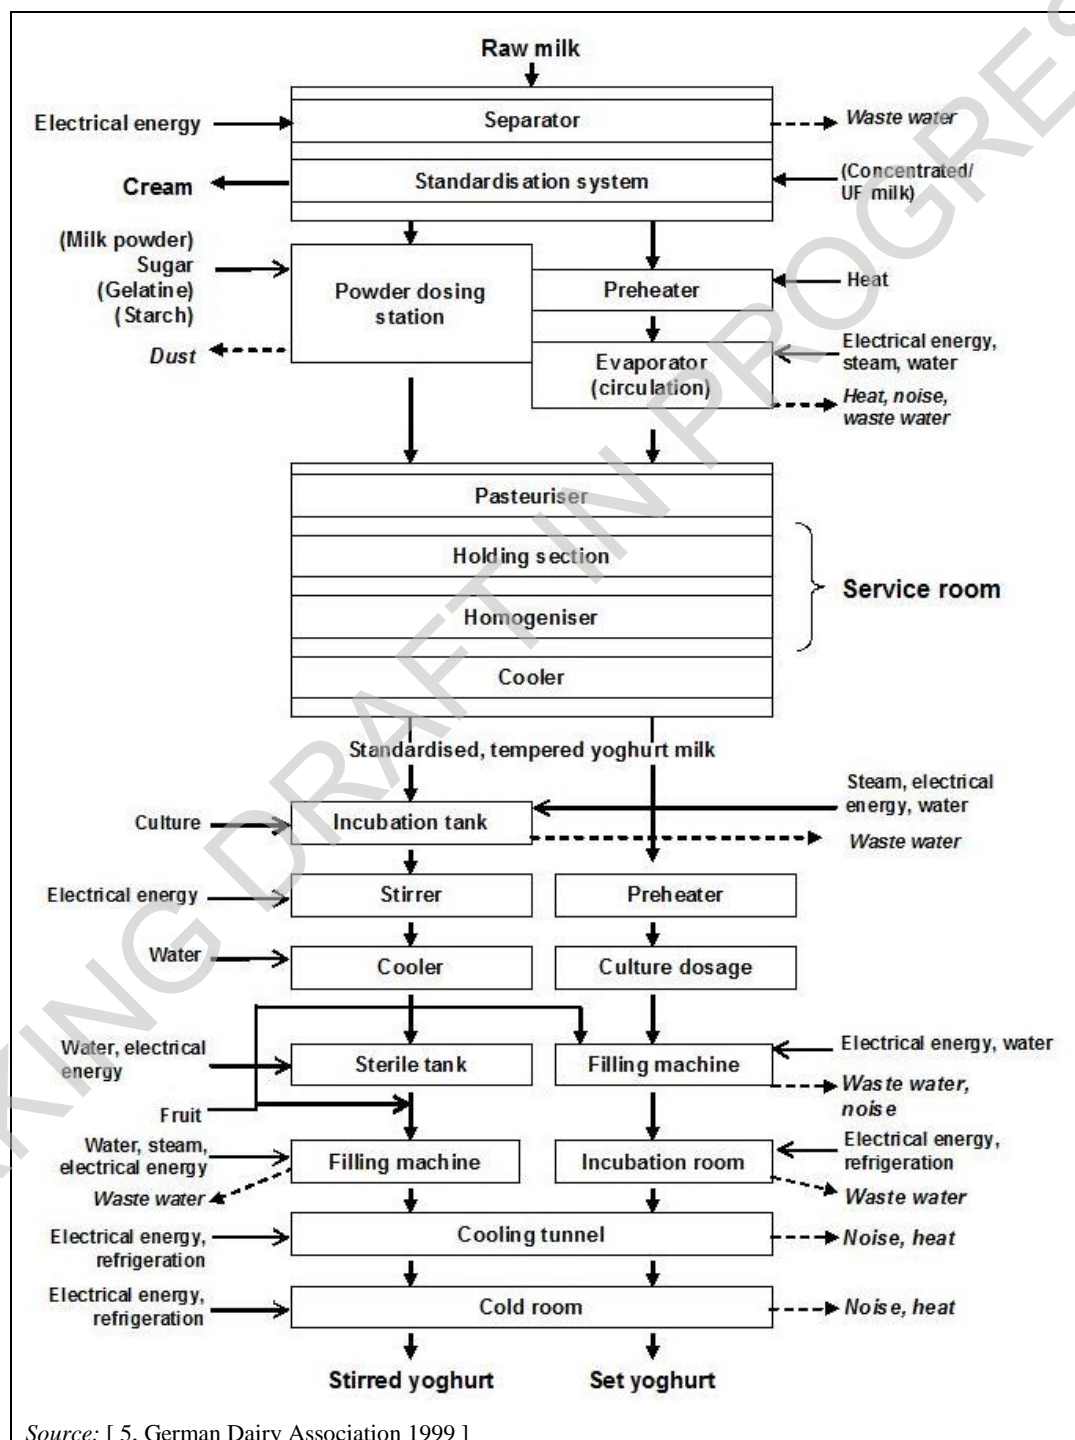 Raw milk
Electrical energy
Separator
Waste water
Cream
Standardisation system
(Concentrated/
UF milk)
(Milk powder)
Sugar
(Gelatine)
(Starch)
Dust
Powder dosing
station
Preheater
Heat
Evaporator
(circulation)
Electrical energy,
steam, water
Heat, noise,
waste water
Pasteuriser
Holding section
Homogeniser
Cooler
Service room
Standardised, tempered yoghurt milk
Culture
Incubation tank
Steam, electrical
energy, water
Waste water
Electrical energy
Stirrer
Preheater
Water
Cooler
Culture dosage
Water, electrical
energy
Sterile tank
Filling machine
Electrical energy, water
Waste water,
noise
Fruit
Water, steam,
electrical energy
Waste water
Filling machine
Incubation room
Electrical energy,
refrigeration
Waste water
Electrical energy,
refrigeration
Cooling tunnel
Noise, heat
Electrical energy,
refrigeration
Cold room
Noise, heat
Stirred yoghurt
Set yoghurt
Source: [ 5, German Dairy Association 1999 ]
KING DRAFT IN PROGRES